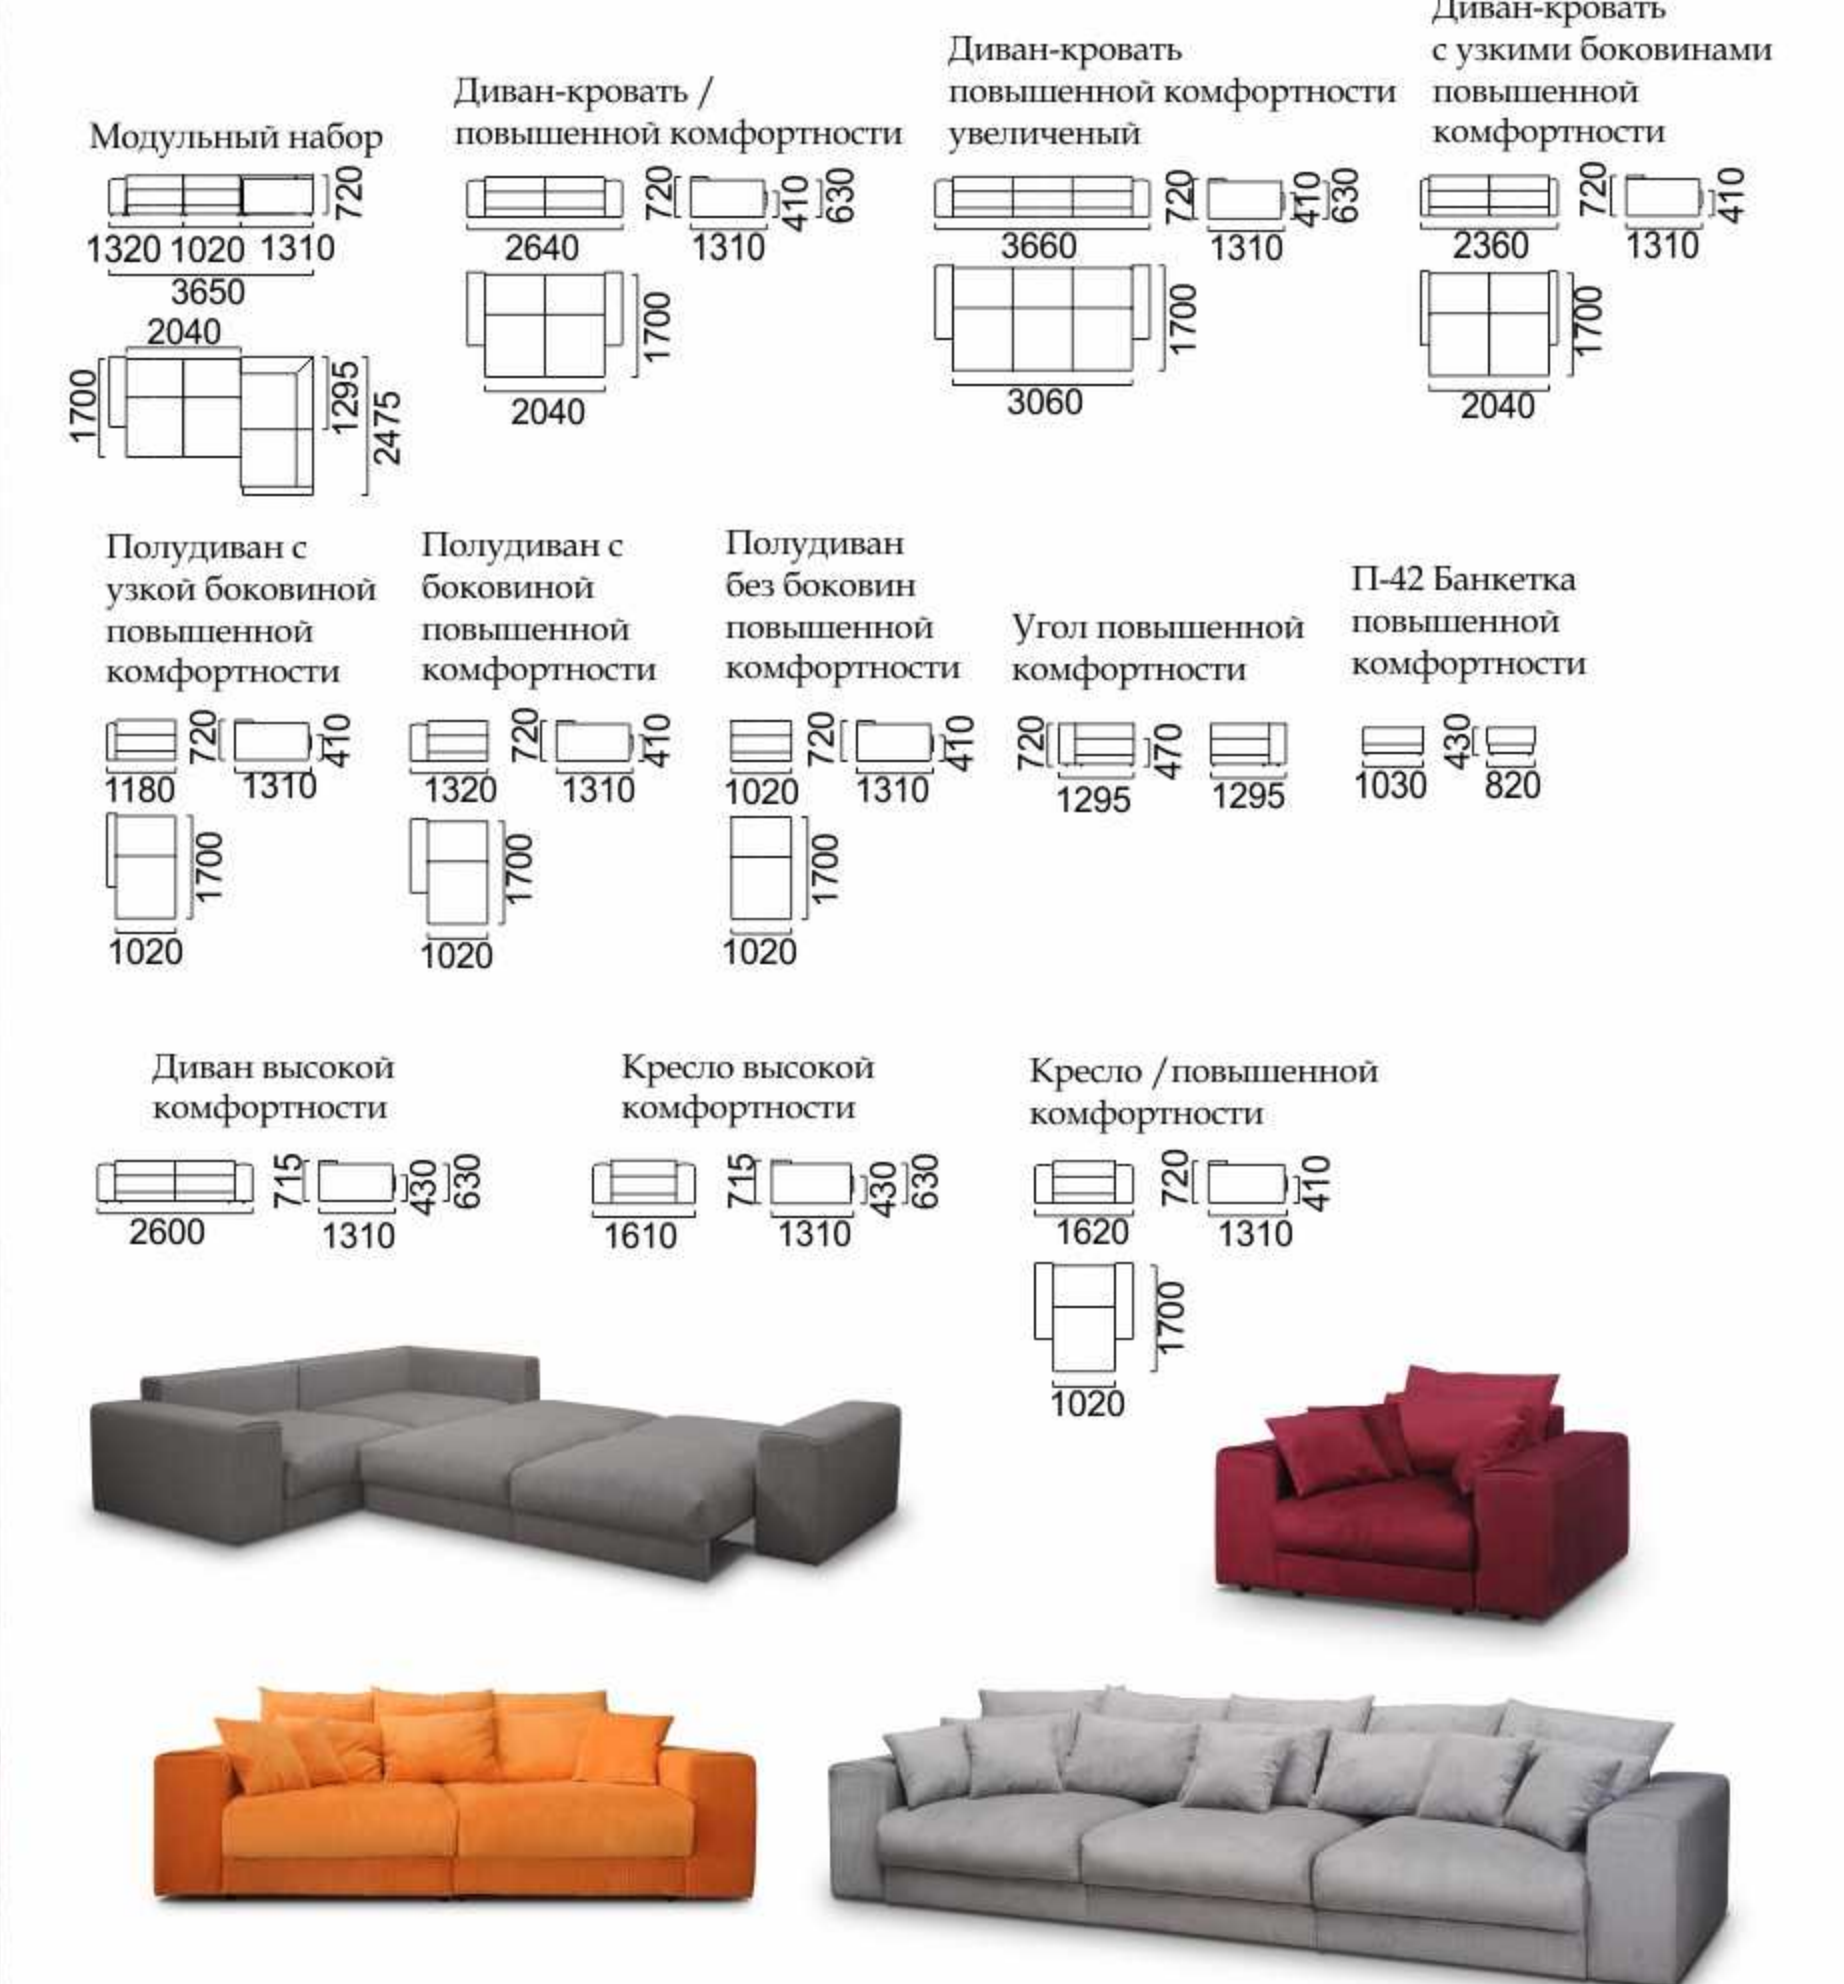 Модульный набор
720
1320 1020 1310
3650
2040
1700
1295
2475
Диван-кровать /
повышенной комфортности
2640
720
1310
410
630
1700
2040
Диван-кровать
повышенной комфортности
увеличеный
3660
720
1310
410
630
1700
3060
Диван-кровать
с узкими боковинами
повышенной
комфортности
2360
720
1310
410
1700
2040
Полудиван с
узкой боковиной
повышенной
комфортности
1180
720
1310
410
1700
1020
Полудиван с
боковиной
повышенной
комфортности
1320
720
1310
410
1700
1020
Полудиван
без боковин
повышенной
комфортности
1020
720
1310
410
1700
1020
Угол повышенной
комфортности
720
1295
470
1295
П-42 Банкетка
повышенной
комфортности
1030
430
820
Диван высокой
комфортности
2600
715
1310
430
630
Кресло высокой
комфортности
1610
715
1310
430
630
Кресло /повышенной
комфортности
1620
720
1310
410
1700
1020